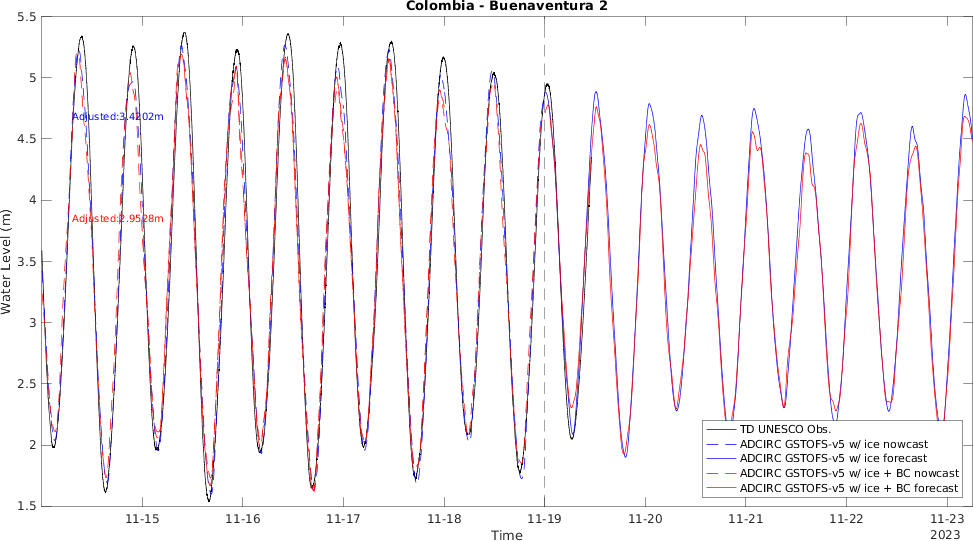 Colombia - Buenaventura 2
5.5
5
4.5
4
3.5
3
2.5
2
1.5
Water Level (m)
Adjusted:3.4202m
Adjusted:2.9528m
TD UNESCO Obs.
ADCIRC GSTOFS-v5 w/ ice nowcast
ADCIRC GSTOFS-v5 w/ ice forecast
ADCIRC GSTOFS-v5 w/ ice + BC nowcast
ADCIRC GSTOFS-v5 w/ ice + BC forecast
11-15 11-16 11-17 11-18 11-19 11-20 11-21 11-22 11-23
2023
Time